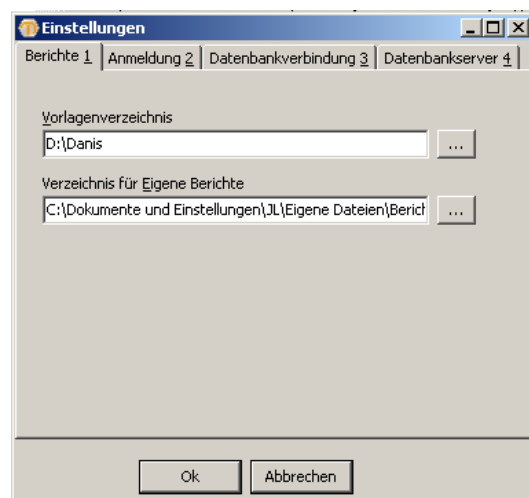 Einstellungen
Berichte 1 Anmeldung 2 Datenbankverbindung 3 Datenbankserver 4
Vorlagenverzeichnis
D:\Danis
...
Verzeichnis für Eigene Berichte
C:\Dokumente und Einstellungen\JL\Eigene Dateien\Berich
...
Ok Abbrechen